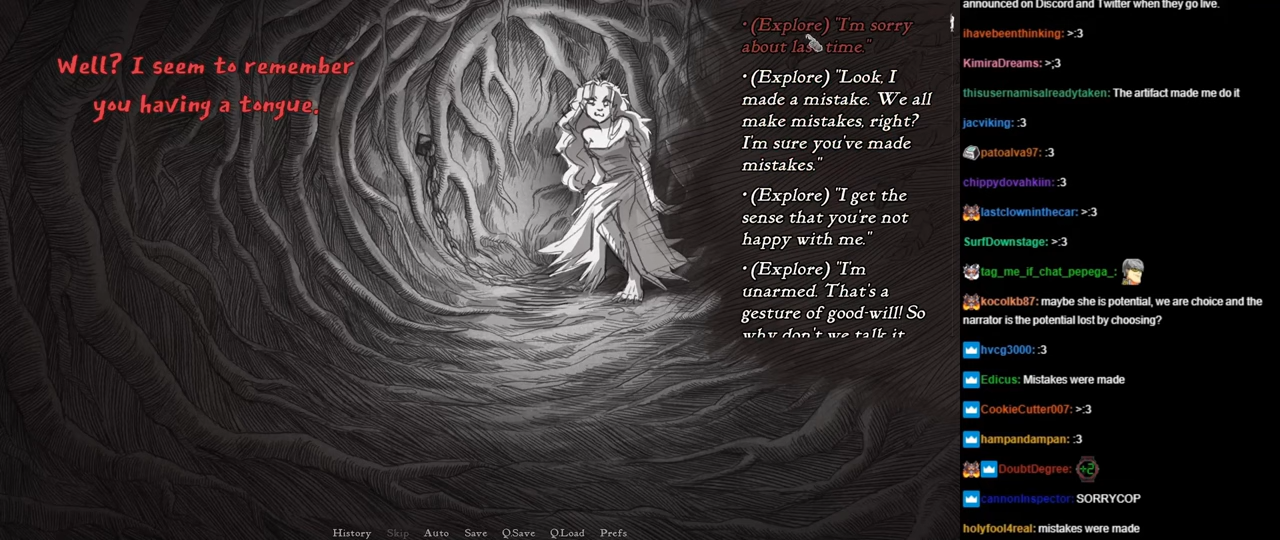 Well? I seem to remember
you having a tongue.
• (Explore) "I'm sorry
about last time."
• (Explore) "Look, I
made a mistake. We all
make mistakes, right?
I'm sure you've made
mistakes."
• (Explore) "I get the
sense that you're not
happy with me."
• (Explore) "I'm
unarmed. That's a
gesture of good-will! So
why don't we talk it
History Skip Auto Save Q.Save Q.Load Prefs
announced on Discord and Twitter when they go live.
ihavebeenthinking: >:3
KimiraDreams: >;3
thisusernamisalreadytaken: The artifact made me do it
jacviking: :3
patoalva97: :3
chippydovahkiin: :3
lastclowninthecar: >:3
SurfDownstage: >:3
tag_me_if_chat_pepega_:
kocolkb87: maybe she is potential, we are choice and the
narrator is the potential lost by choosing?
hvcg3000: :3
Edicus: Mistakes were made
CookieCutter007: >:3
hampandampan: :3
DoubtDegree: +2
cannonInspector: SORRYCOP
holyfool4real: mistakes were made